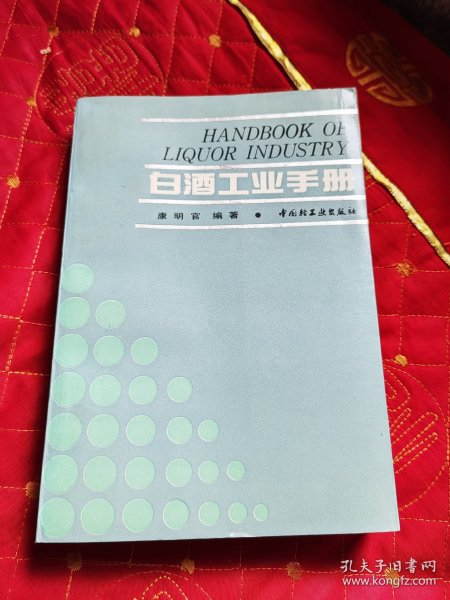 HANDBOOK OF
LIQUOR INDUSTRY
白酒工业手册
康明官 编著 • 中国轻工业出版社
孔夫子旧书网
www.kongfz.com